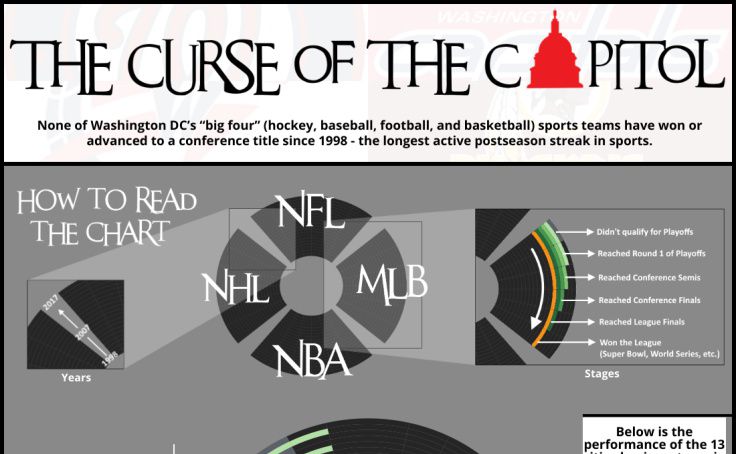 WASHINGTON
THE CURSE OF THE CAPITOL
None of Washington DC's “big four” (hockey, baseball, football, and basketball) sports teams have won or
advanced to a conference title since 1998 - the longest active postseason streak in sports.
HOW TO READ
THE CHART
NFL
NHL
MLB
NBA
2017
2007
1998
Years
Didn't qualify for Playoffs
Reached Round 1 of Playoffs
Reached Conference Semis
Reached Conference Finals
Reached League Finals
Won the League
(Super Bowl, World Series, etc.)
Stages
Below is the
performance of the 13